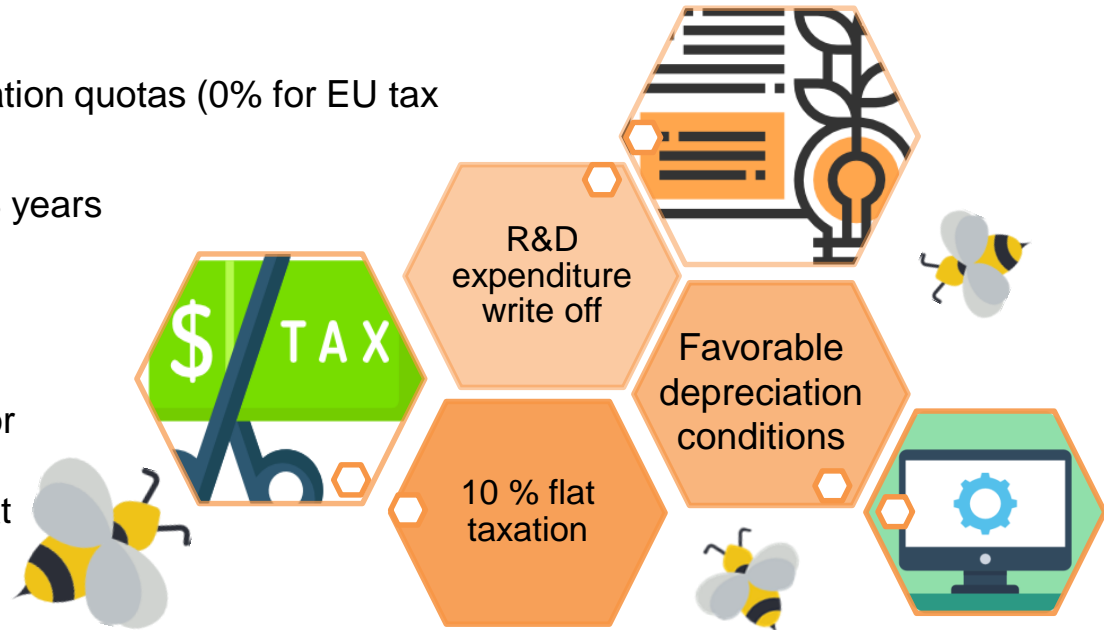 ation quotas (0% for EU tax
years
or
t
$ TAX
R&D
expenditure
write off
Favorable
depreciation
conditions
10 % flat
taxation